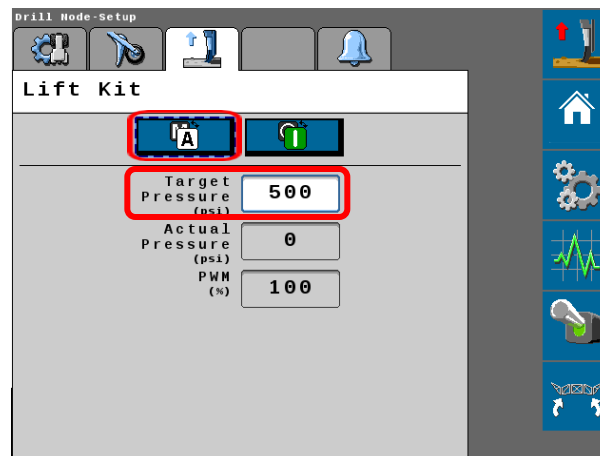 Drill Node-Setup
Lift Kit
A
I
Target
Pressure
(psi)
500
Actual
Pressure
(psi)
0
PWM
(%)
100